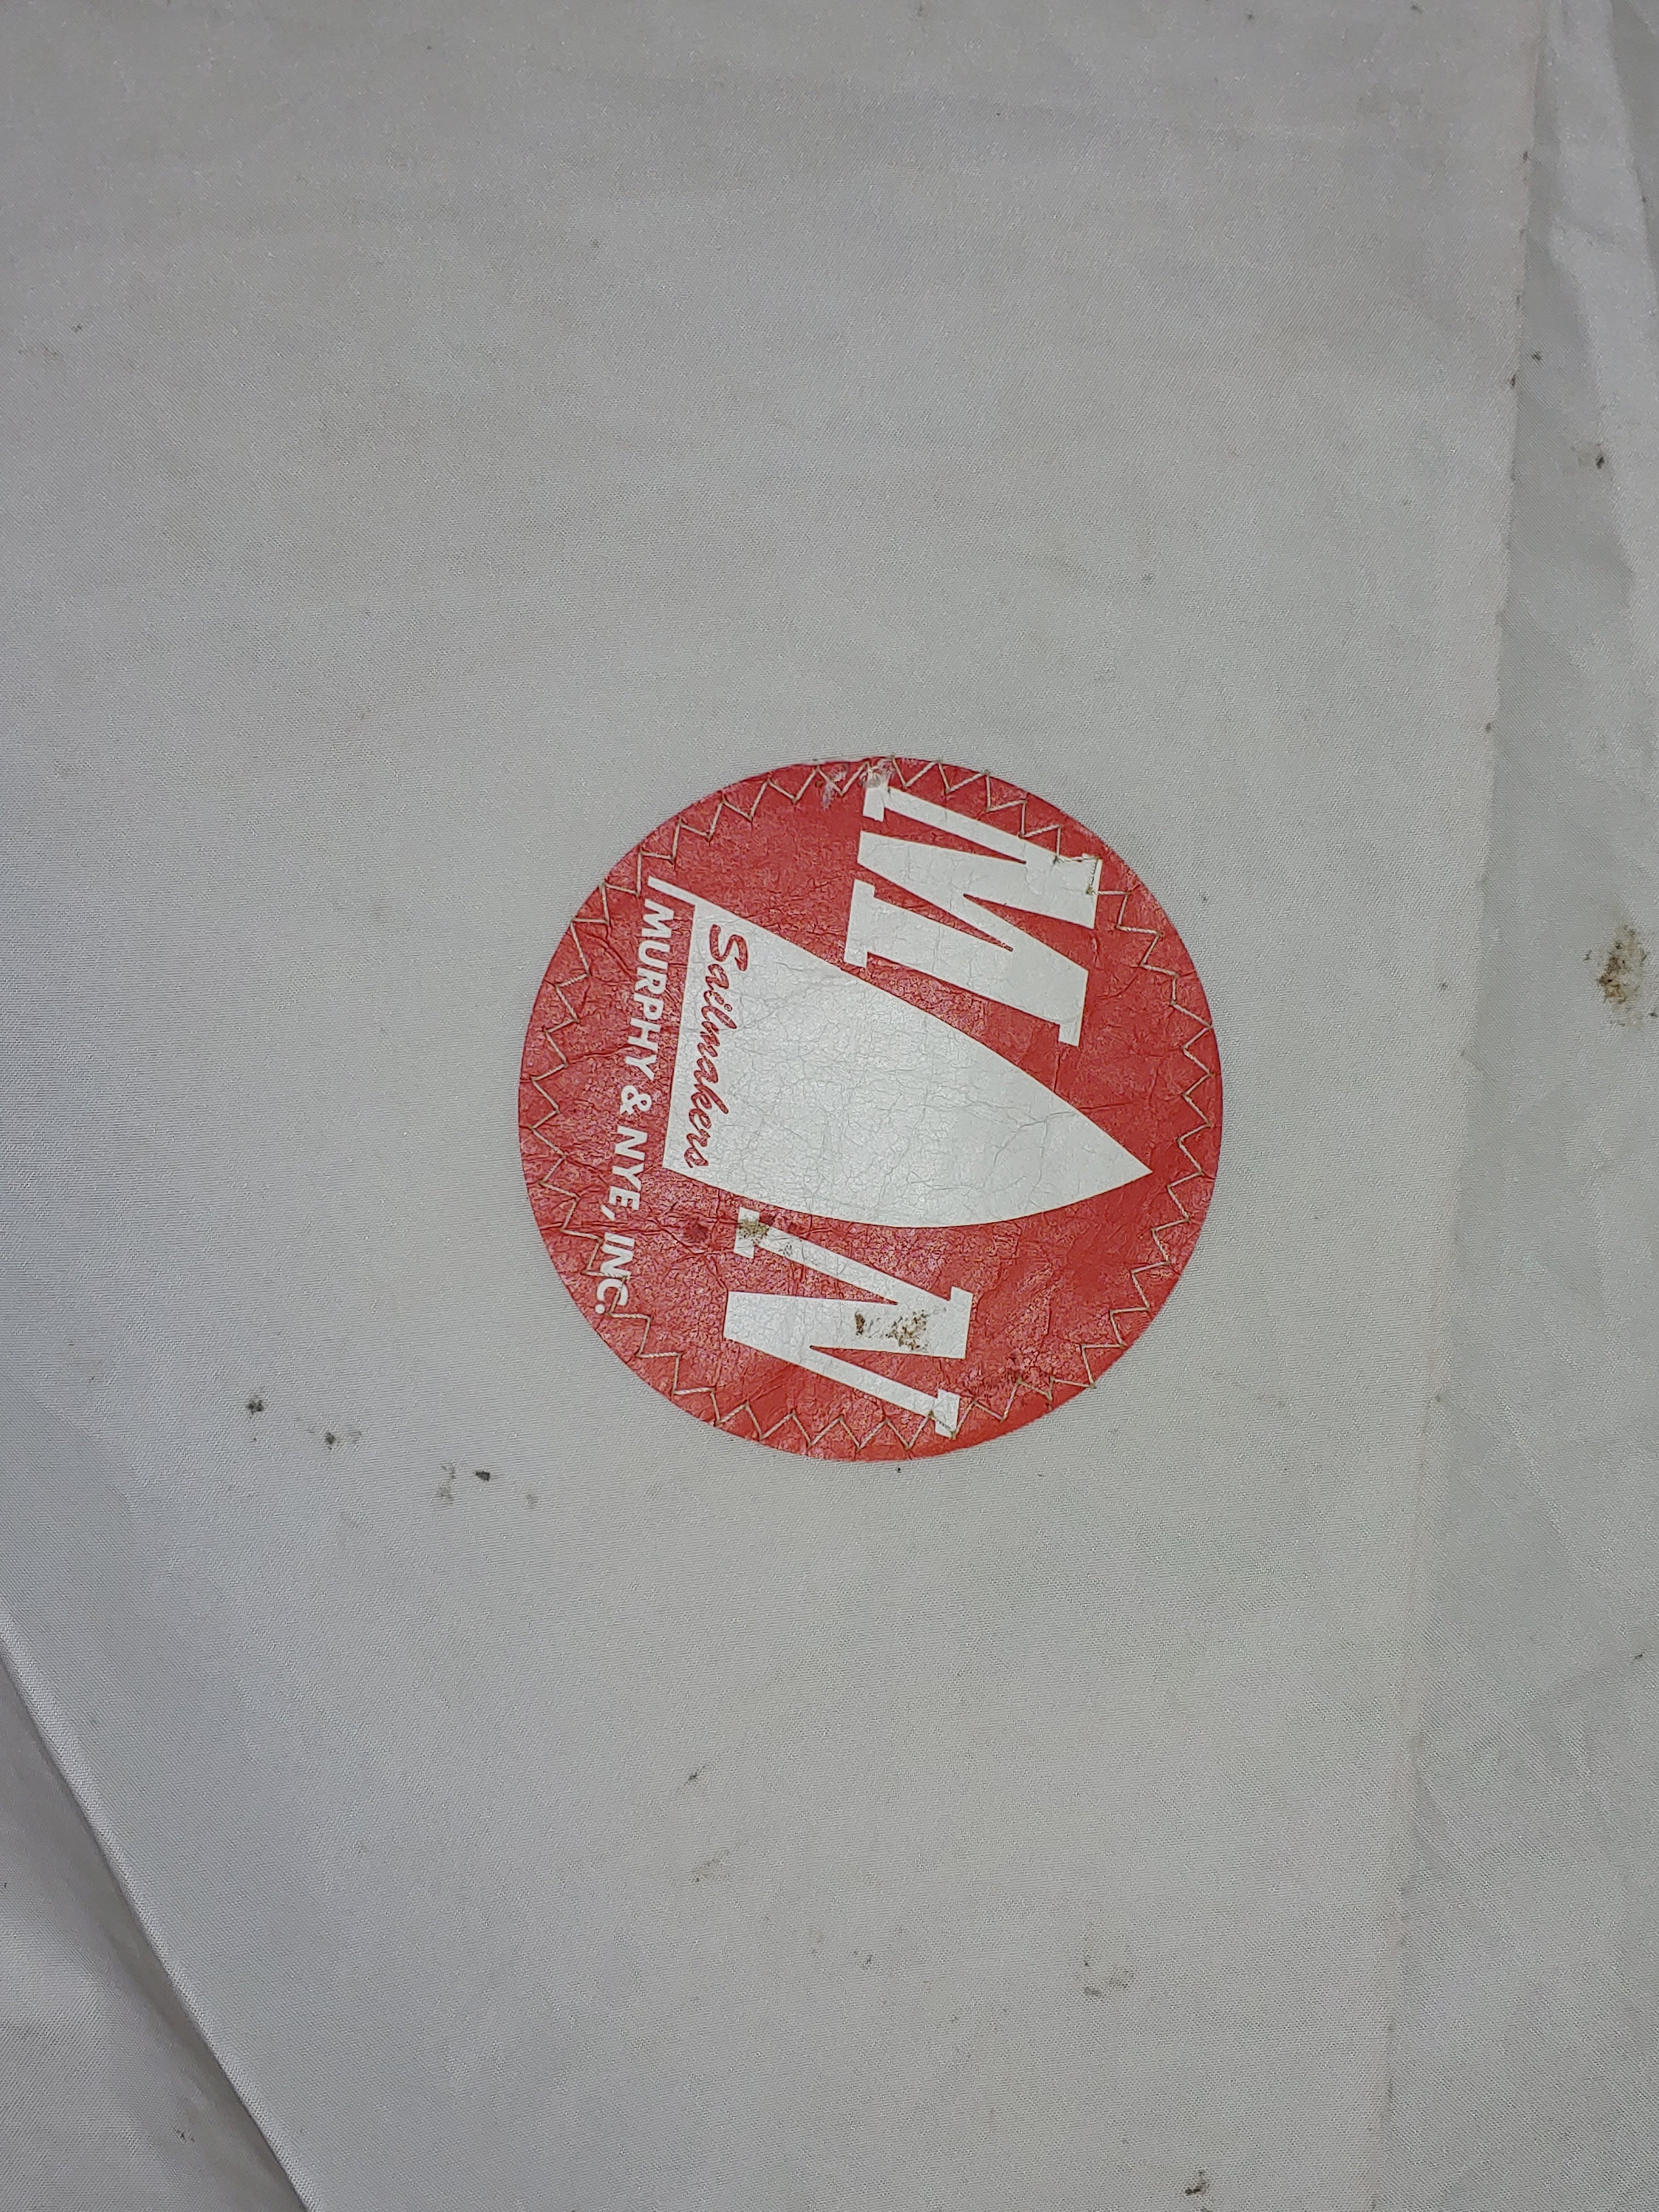 M N
Sailmakers
MURPHY & NYE, INC.